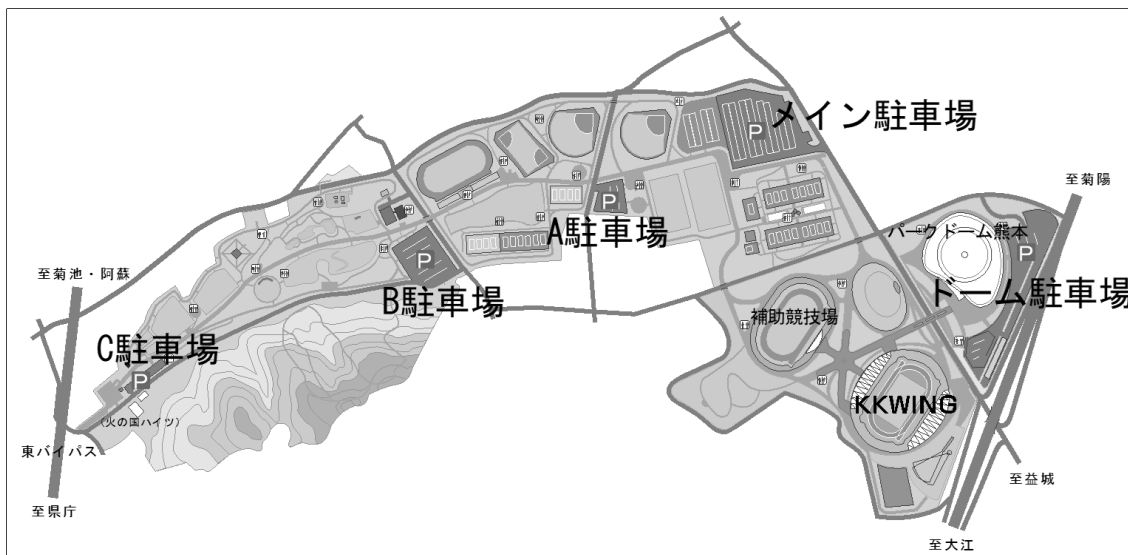 メイン駐車場
P
至菊陽
P
A駐車場
パークドーム熊本
P
至菊池・阿蘇
P
ドーム駐車場
B駐車場
補助競技場
C駐車場
P
KKWING
(火の国ハイツ)
東バイパス
至益城
至県庁
至大江